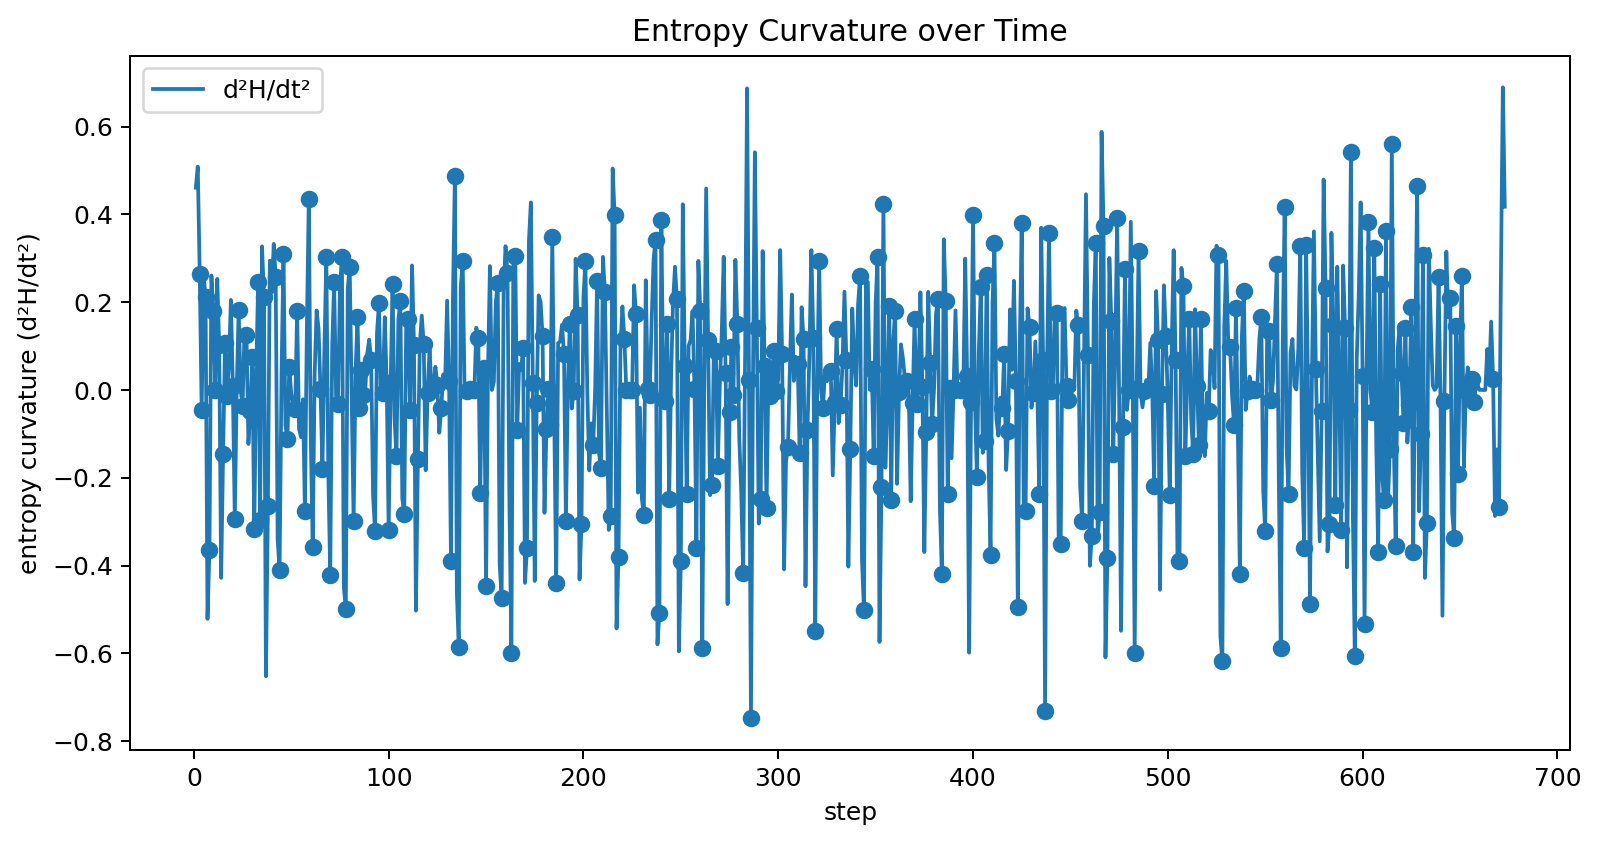 Entropy Curvature over Time
d²H/dt²
entropy curvature (d²H/dt²)
0.6
0.4
0.2
0.0
−0.2
−0.4
−0.6
−0.8
0 100 200 300 400 500 600 700
step